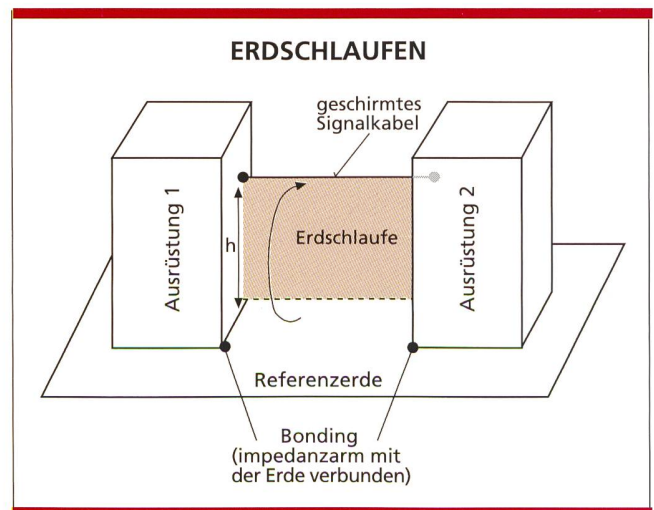 ERDSCHLAUFEN
geschirmtes
Signalkabel
Ausrüstung 1
h
Erdschlaufe
Ausrüstung 2
Referenzerde
Bonding
(impedanzarm mit
der Erde verbunden)